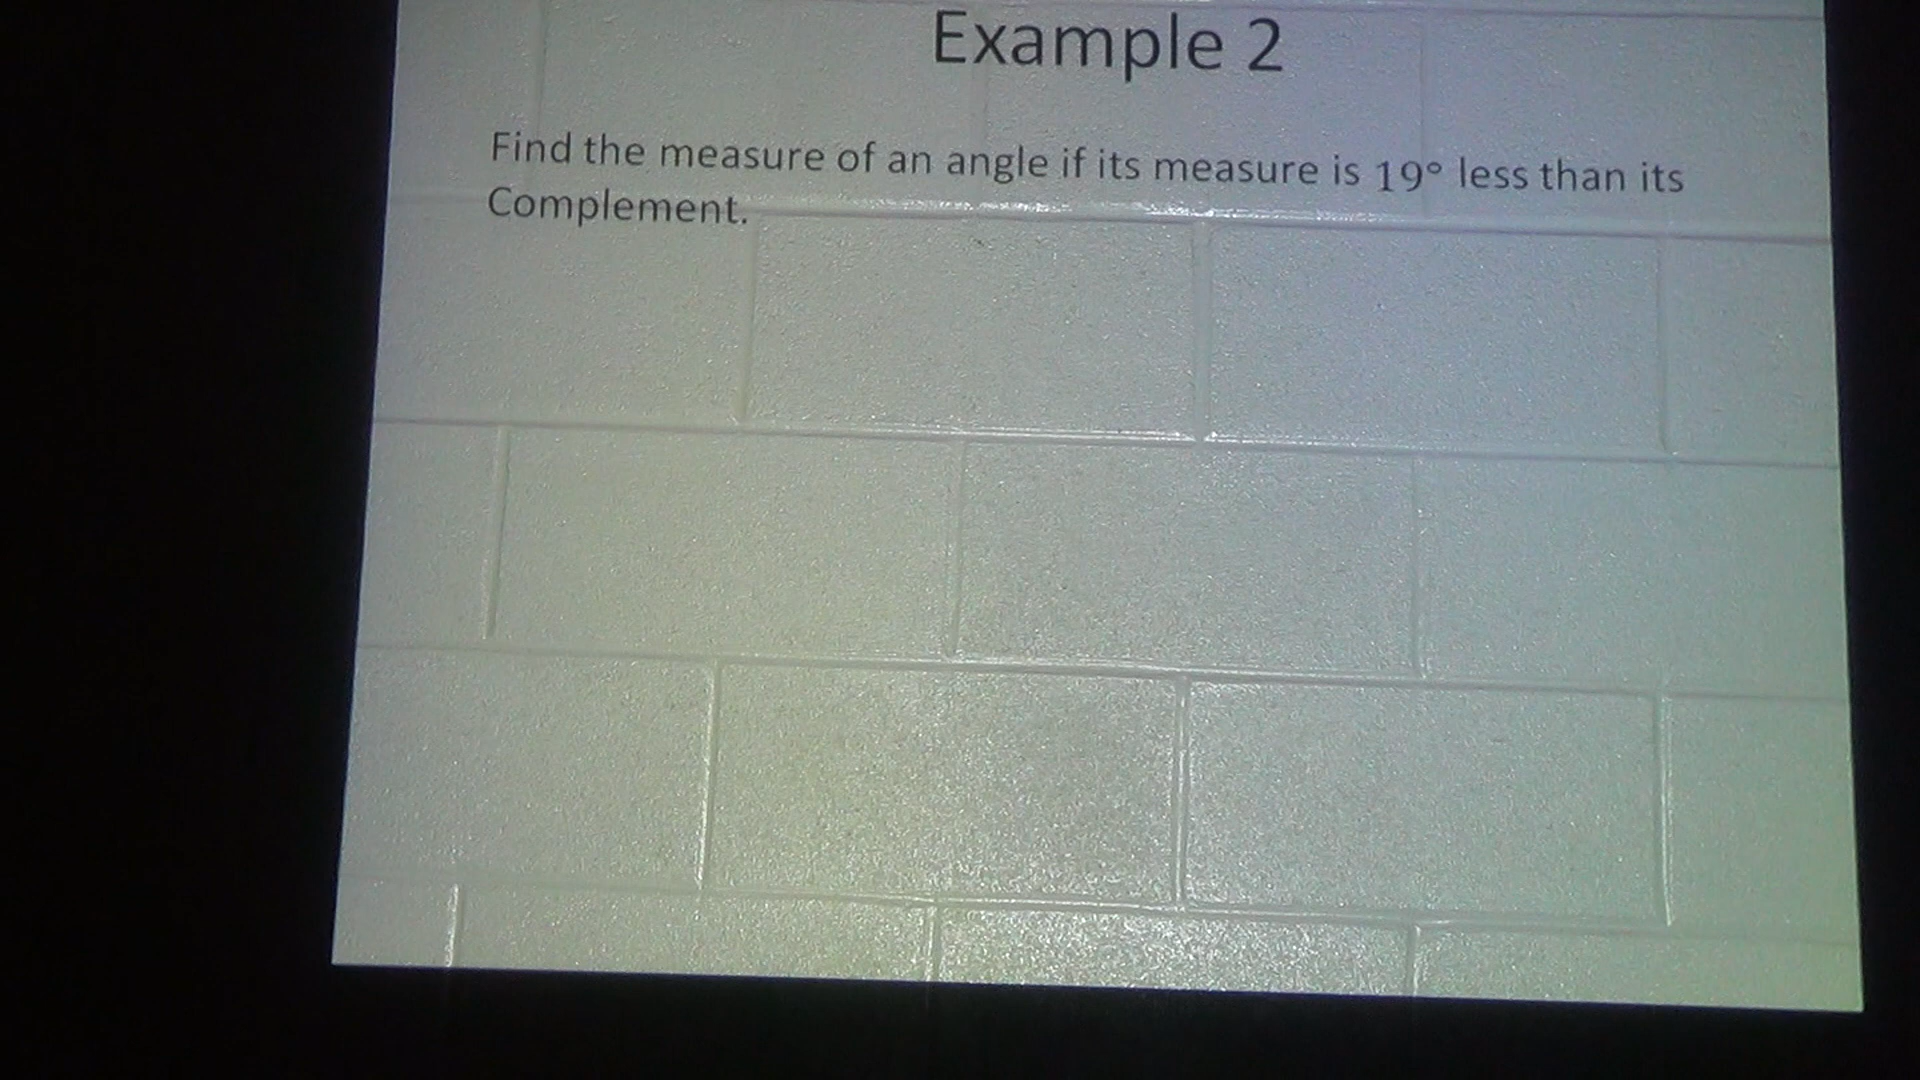 Example 2
Find the measure of an angle if its measure is 19° less than its
Complement.